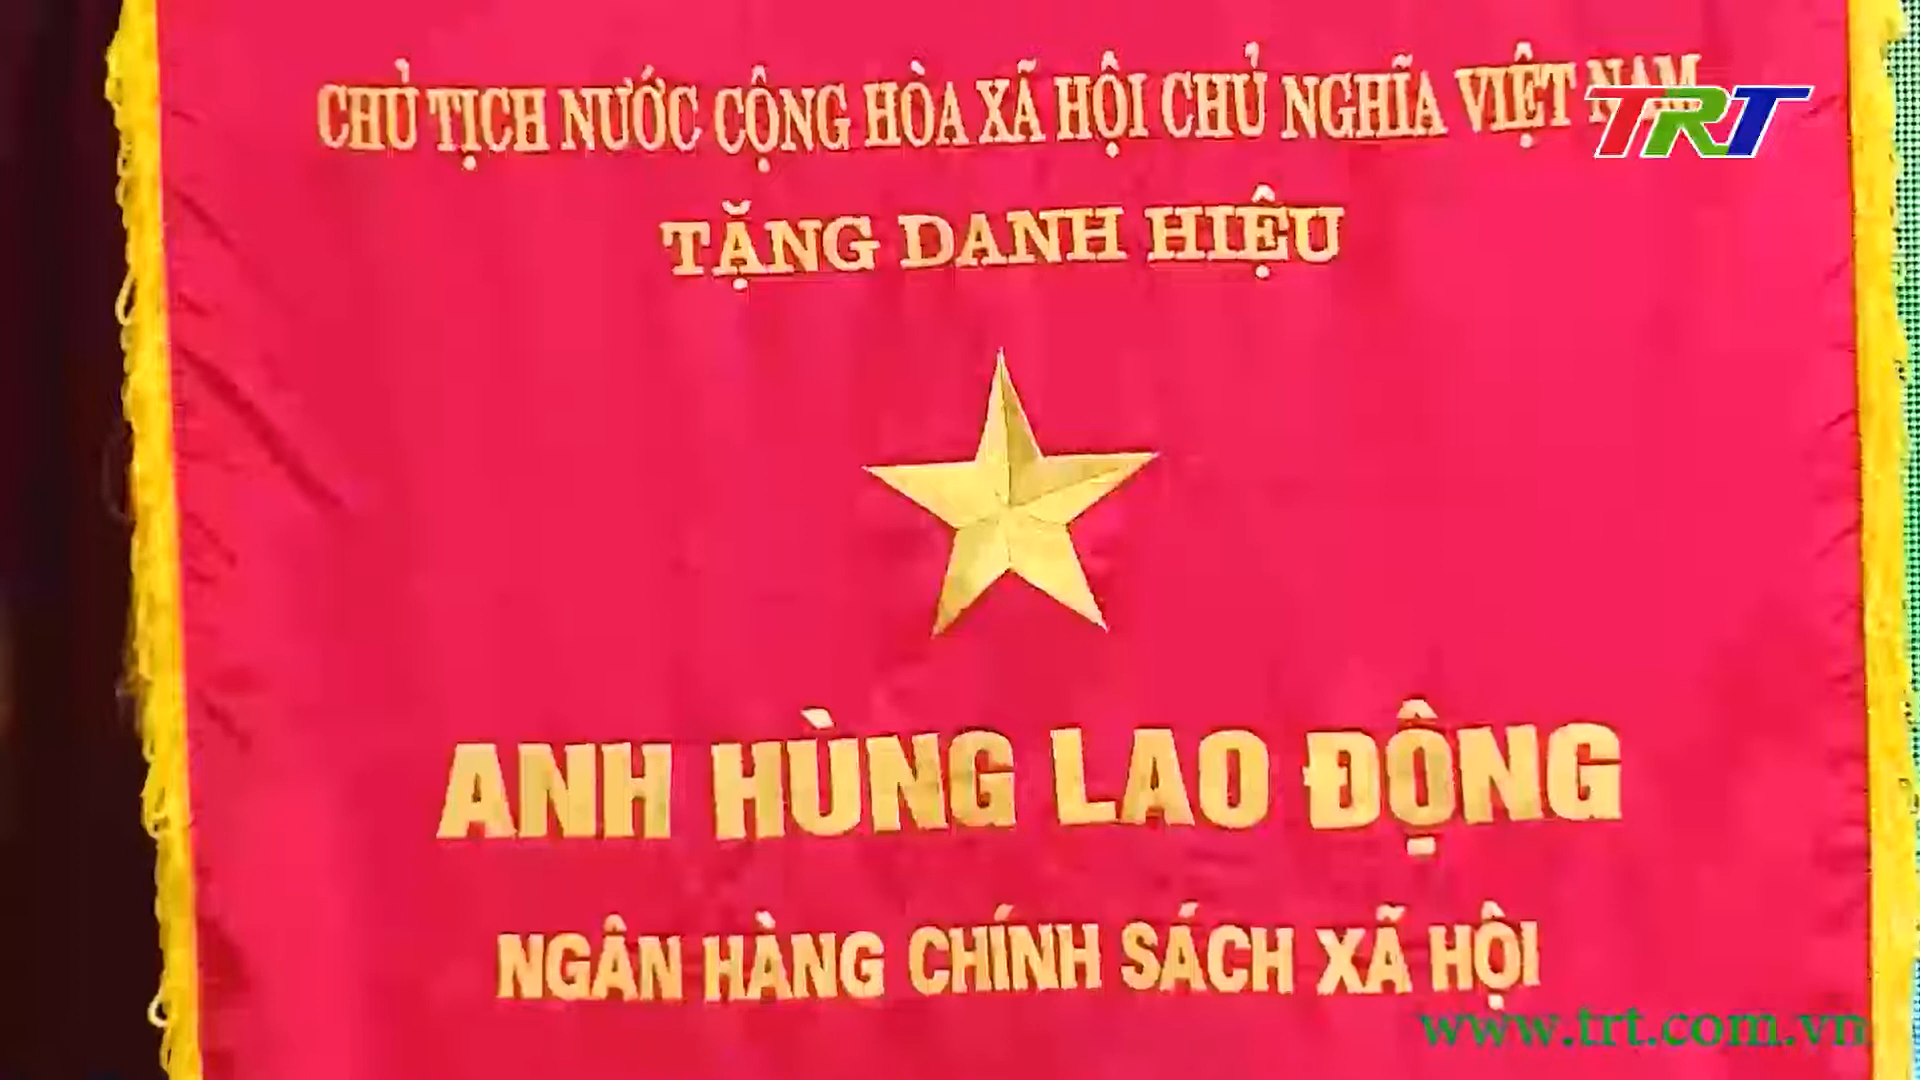 CHỦ TỊCH NƯỚC CỘNG HÒA XÃ HỘI CHỦ NGHĨA VIỆT NAM
TRT
TẶNG DANH HIỆU
ANH HÙNG LAO ĐỘNG
NGÂN HÀNG CHÍNH SÁCH XÃ HỘI
www.trt.com.vn